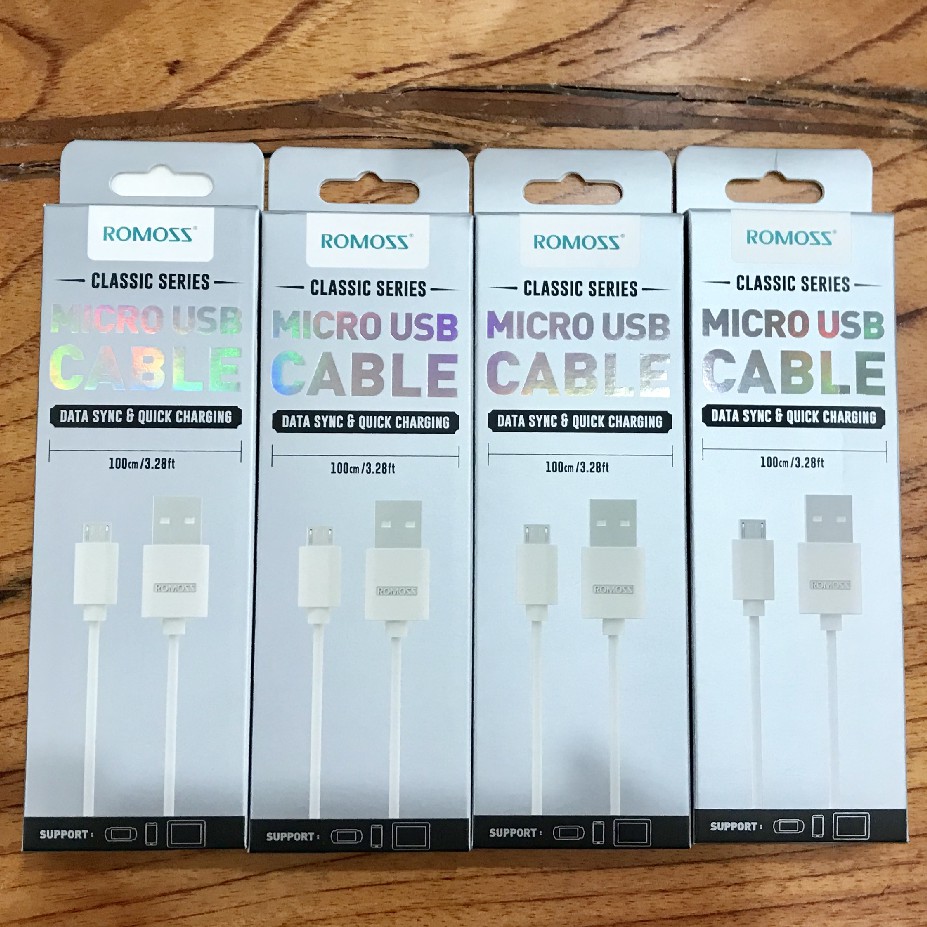 ROMOSS®
CLASSIC SERIES
MICRO USB
CABLE
DATA SYNC & QUICK CHARGING
100cm/3.28ft
ROMOSS
SUPPORT:
ROMOSS®
CLASSIC SERIES
MICRO USB
CABLE
DATA SYNC & QUICK CHARGING
100cm/3.28ft
ROMOSS
SUPPORT:
ROMOSS®
CLASSIC SERIES
MICRO USB
CABLE
DATA SYNC & QUICK CHARGING
100cm/3.28ft
ROMOSS
SUPPORT:
ROMOSS®
CLASSIC SERIES
MICRO USB
CABLE
DATA SYNC & QUICK CHARGING
100cm/3.28ft
ROMOSS
SUPPORT: